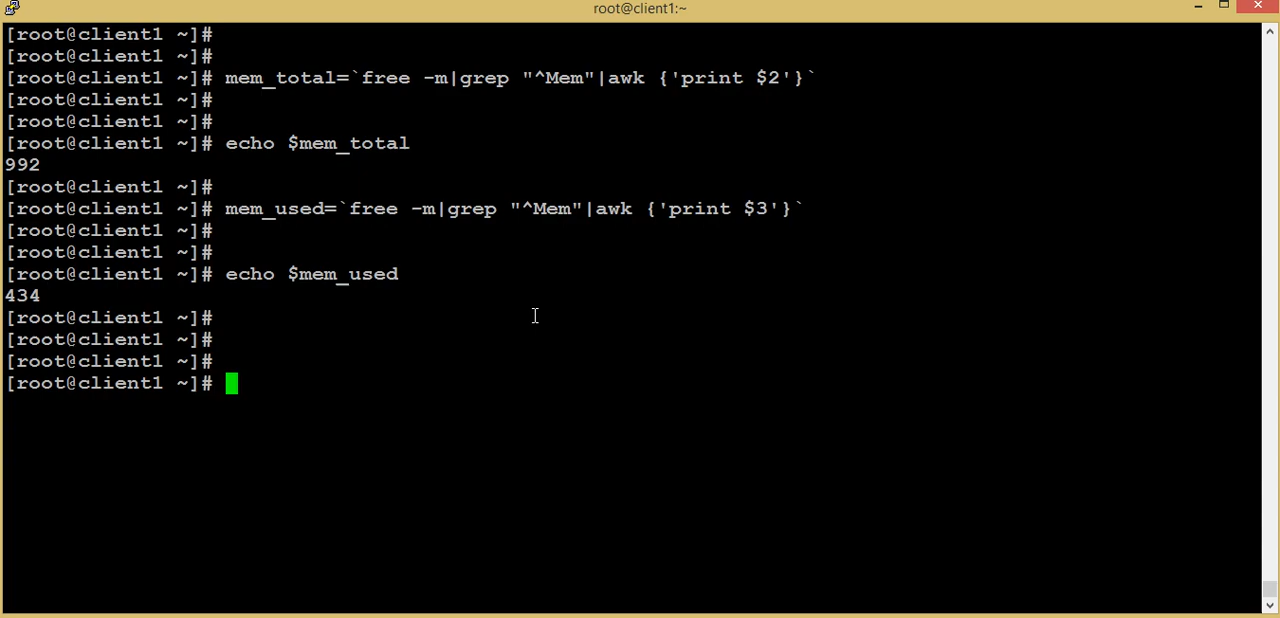 root@client1:~
[root@client1 ~]#
[root@client1 ~]#
[root@client1 ~]# mem_total=`free -m|grep "^Mem"|awk {'print $2'}`
[root@client1 ~]#
[root@client1 ~]#
[root@client1 ~]# echo $mem_total
992
[root@client1 ~]#
[root@client1 ~]# mem_used=`free -m|grep "^Mem"|awk {'print $3'}`
[root@client1 ~]#
[root@client1 ~]#
[root@client1 ~]# echo $mem_used
434
[root@client1 ~]#
[root@client1 ~]#
[root@client1 ~]#
[root@client1 ~]#